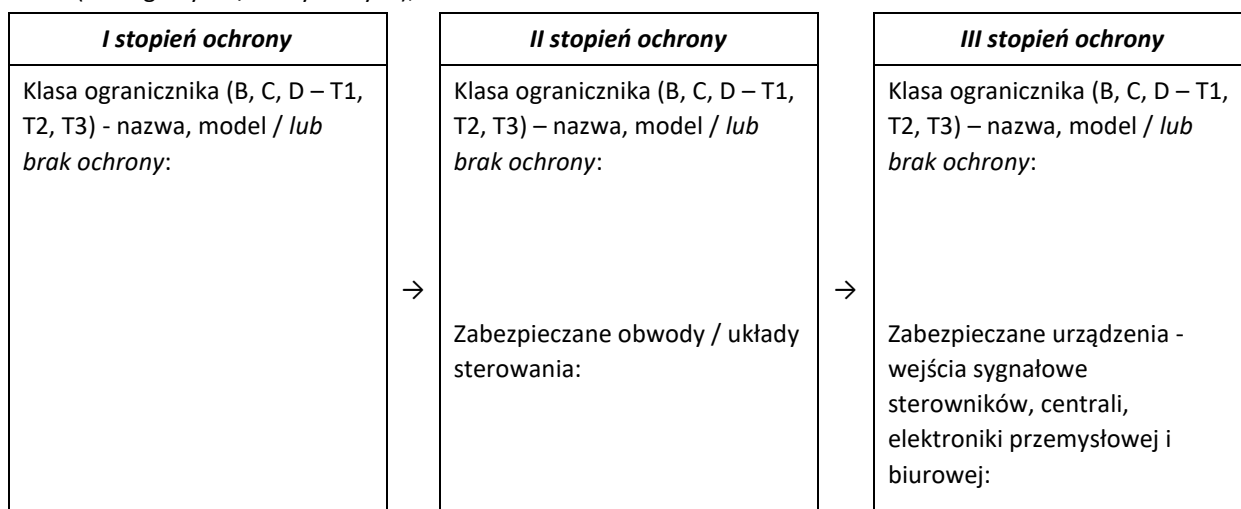 I stopień ochrony
Klasa ogranicznika (B, C, D – T1,
T2, T3) - nazwa, model / lub
brak ochrony:
→
II stopień ochrony
Klasa ogranicznika (B, C, D – T1,
T2, T3) – nazwa, model / lub
brak ochrony:
Zabezpieczane obwody / układy
sterowania:
→
III stopień ochrony
Klasa ogranicznika (B, C, D – T1,
T2, T3) – nazwa, model / lub
brak ochrony:
Zabezpieczane urządzenia -
wejścia sygnałowe
sterowników, centrali,
elektroniki przemysłowej i
biurowej: